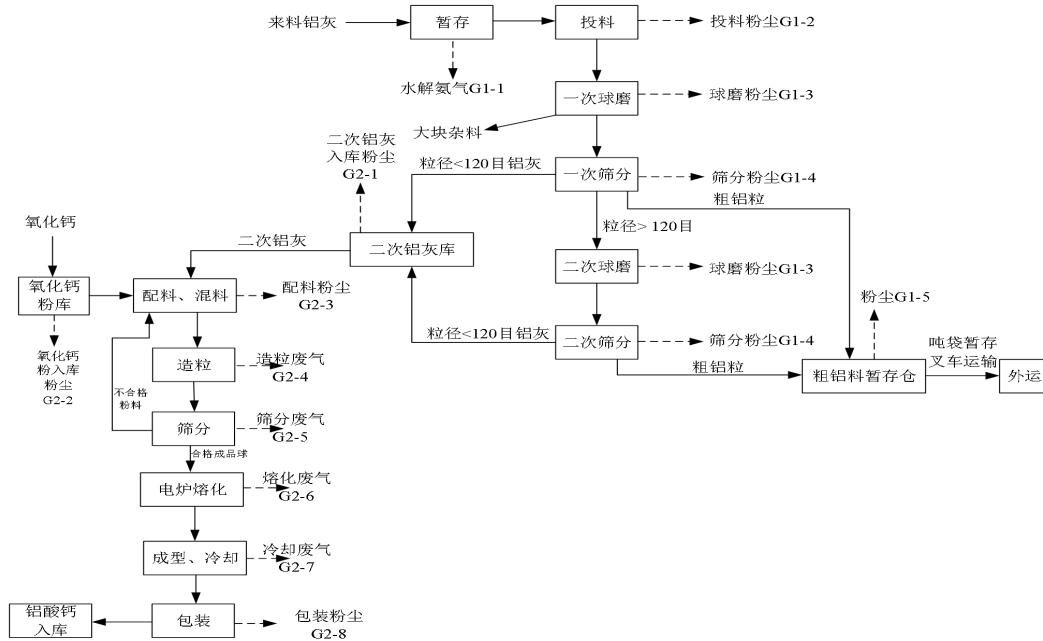 来料铝灰
暂存
投料
投料粉尘G1-2
水解氨气G1-1
一次球磨
球磨粉尘G1-3
大块杂料
二次铝灰
入库粉尘
G2-1
粒径<120目铝灰
一次筛分
筛分粉尘G1-4
粗铝粒
粒径> 120目
氧化钙
二次铝灰
二次铝灰库
二次球磨
球磨粉尘G1-3
氧化钙
粉库
配料、混料
配料粉尘
G2-3
粉尘G1-5
氧化钙
粉入库
粉尘
G2-2
粒径<120目铝灰
二次筛分
筛分粉尘G1-4
粗铝粒
粗铝料暂存仓
吨袋暂存
叉车运输
外运
造粒
造粒废气
G2-4
不合格
粉料
筛分
筛分废气
G2-5
合格成品球
电炉熔化
熔化废气
G2-6
成型、冷却
冷却废气
G2-7
铝酸钙
入库
包装
包装粉尘
G2-8